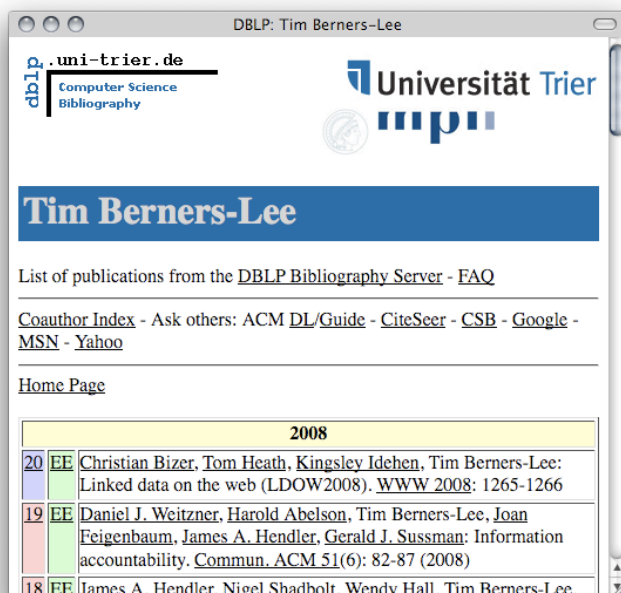 DBLP: Tim Berners-Lee
dblp .uni-trier.de
Computer Science
Bibliography
Universität Trier
mpii
Tim Berners-Lee
List of publications from the DBLP Bibliography Server - FAQ
Coauthor Index - Ask others: ACM DL/Guide - CiteSeer - CSB - Google -
MSN - Yahoo
Home Page
2008
20 EE Christian Bizer, Tom Heath, Kingsley Idehen, Tim Berners-Lee:
Linked data on the web (LDOW2008). WWW 2008: 1265-1266
19 EE Daniel J. Weitzner, Harold Abelson, Tim Berners-Lee, Joan
Feigenbaum, James A. Hendler, Gerald J. Sussman: Information
accountability. Commun. ACM 51(6): 82-87 (2008)
18 EE James A. Hendler, Nigel Shadbolt, Wendy Hall, Tim Berners-Lee